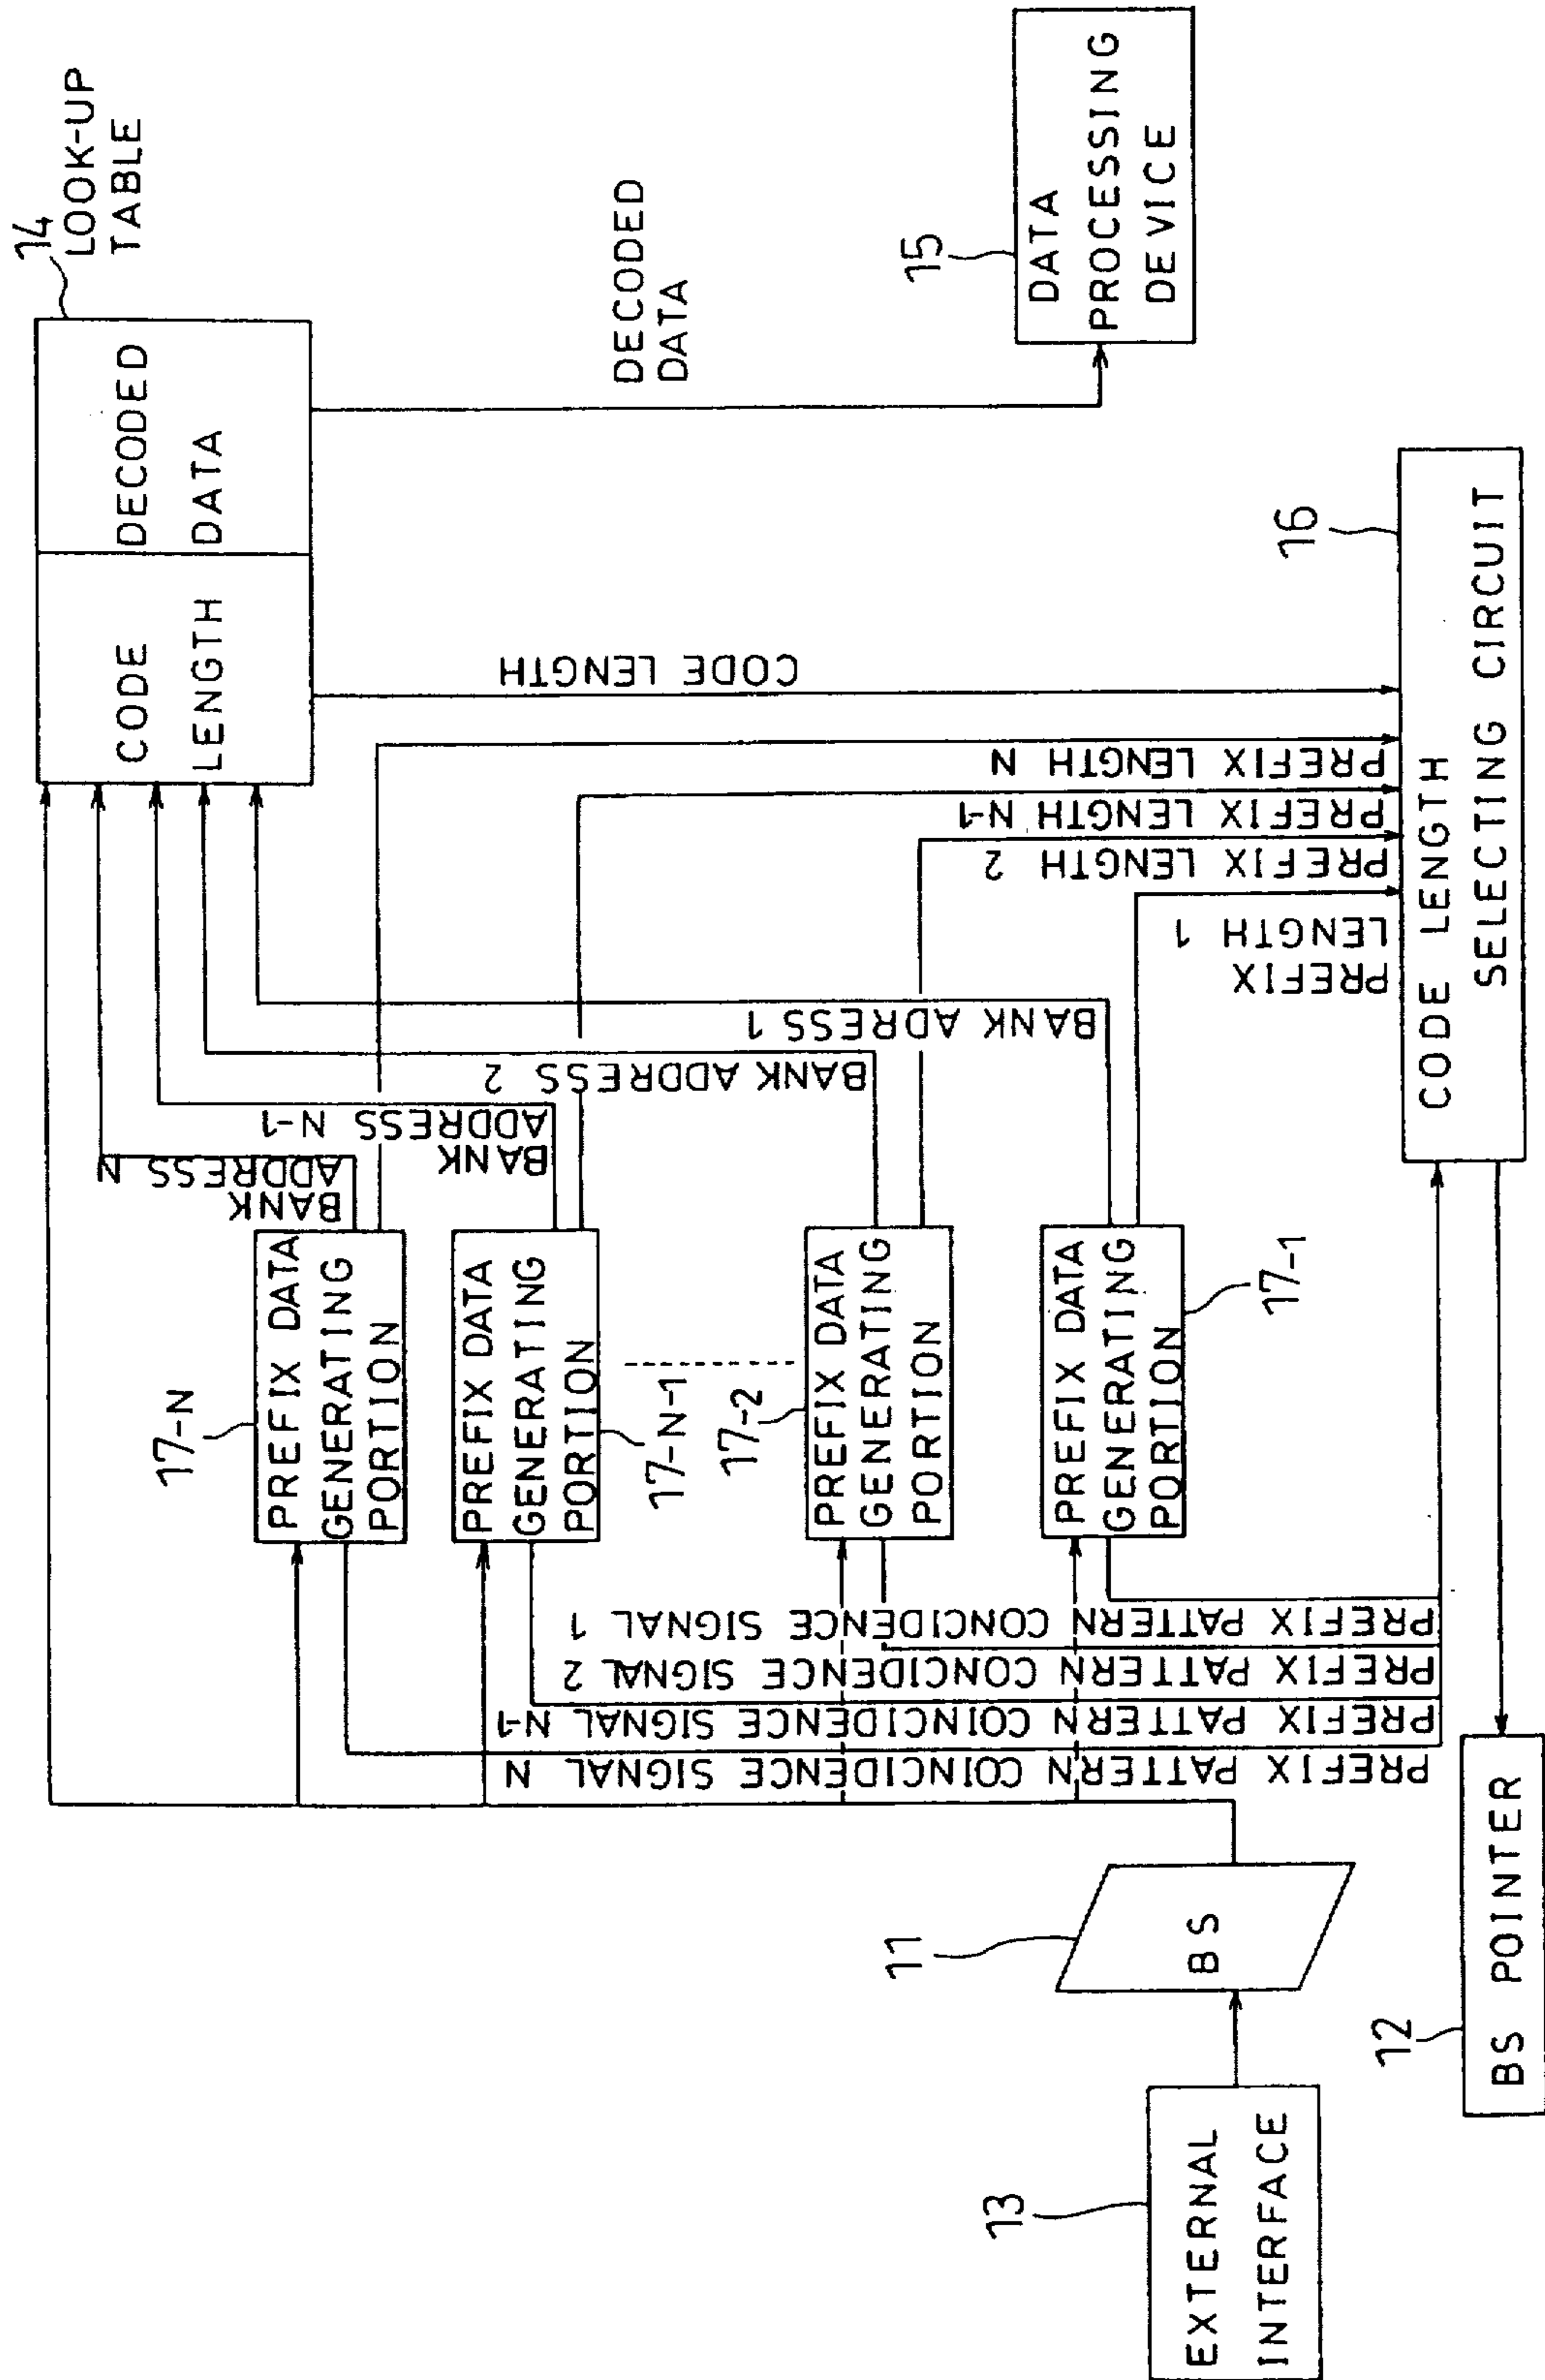 14
LOOK-UP
TABLE
CODE
LENGTH
DECODED
DATA
DECODED
DATA
15
DATA
PROCESSING
DEVICE
CODE LENGTH
PREFIX LENGTH N
PREFIX LENGTH N-1
PREFIX LENGTH 2
PREFIX
LENGTH 1
BANK
ADDRESS N
BANK
ADDRESS N-1
BANK ADDRESS 2
BANK ADRESS 1
17-N
PREFIX DATA
GENERATING
PORTION
PREFIX DATA
GENERATING
PORTION
17-N-1
17-2
PREFIX DATA
GENERATING
PORTION
PREFIX DATA
GENERATING
PORTION
17-1
16
CODE LENGTH
SELECTING CIRCUIT
PREFIX PATTERN CONCIDENCE SIGNAL 1
PREFIX PATTERN CONCIDENCE SIGNAL 2
PREFIX PATTERN COINCIDENCE SIGNAL N-1
PREFIX PATTERN COINCIDENCE SIGNAL N
11
BS
13
EXTERNAL
INTERFACE
12
BS POINTER